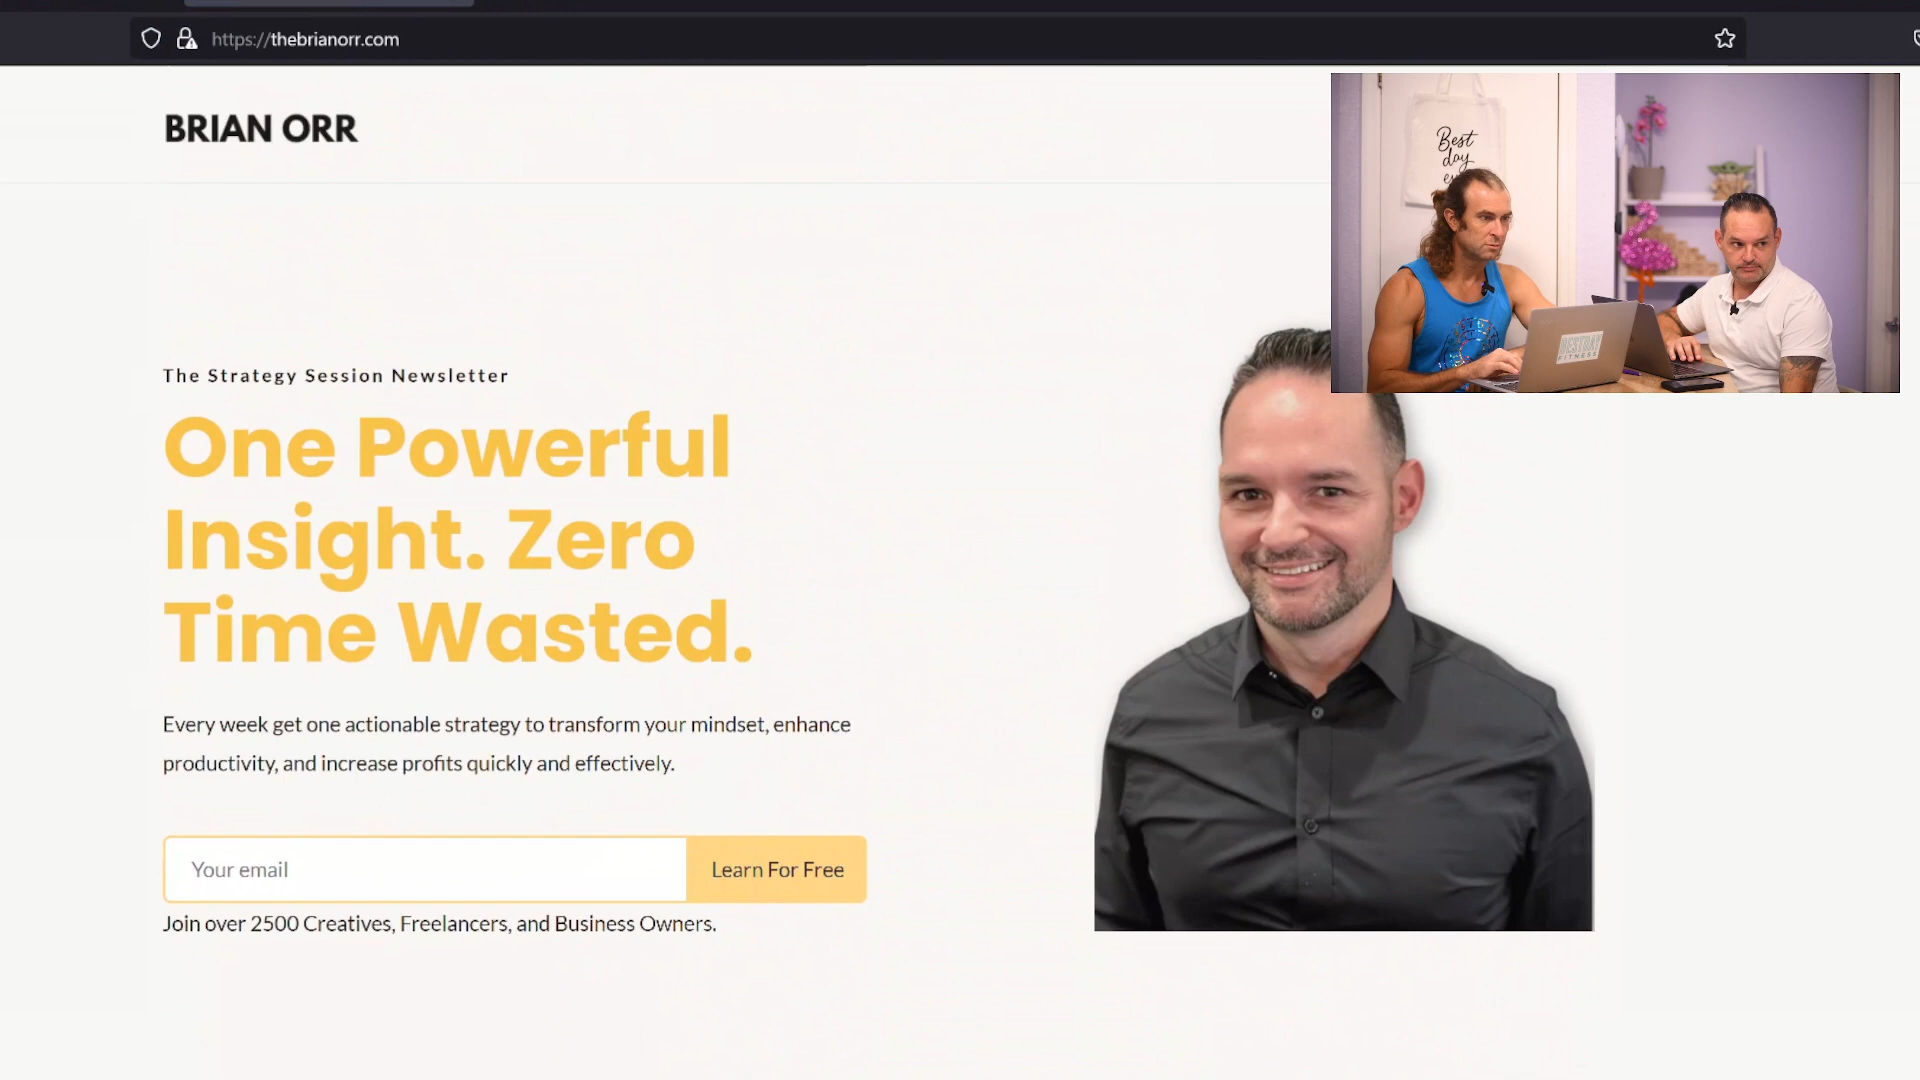 https://thebrianorr.com
BRIAN ORR
Best
day
The Strategy Session Newsletter
One Powerful
Insight. Zero
Time Wasted.
Every week get one actionable strategy to transform your mindset, enhance
productivity, and increase profits quickly and effectively.
Your email
Learn For Free
Join over 2500 Creatives, Freelancers, and Business Owners.
BESTDAY
FITNESS